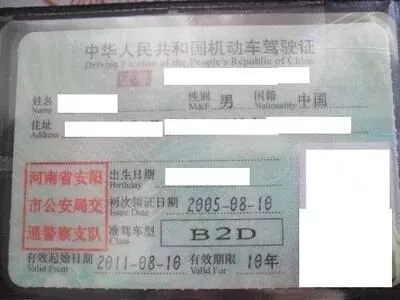 中华人民共和国机动车驾驶证
Driving License of the People's Republic of China
姓名 性别 男 国籍 中国
Name M&F Nationality
住址
Address
河南省安阳
市公安局交
通警察支队
出生日期
Birthday
初次领证日期 2005-08-10
Issue Date
准驾车型 B2D
Class
有效起始日期 2011-08-10 有效期限 10年
Valid From Valid For